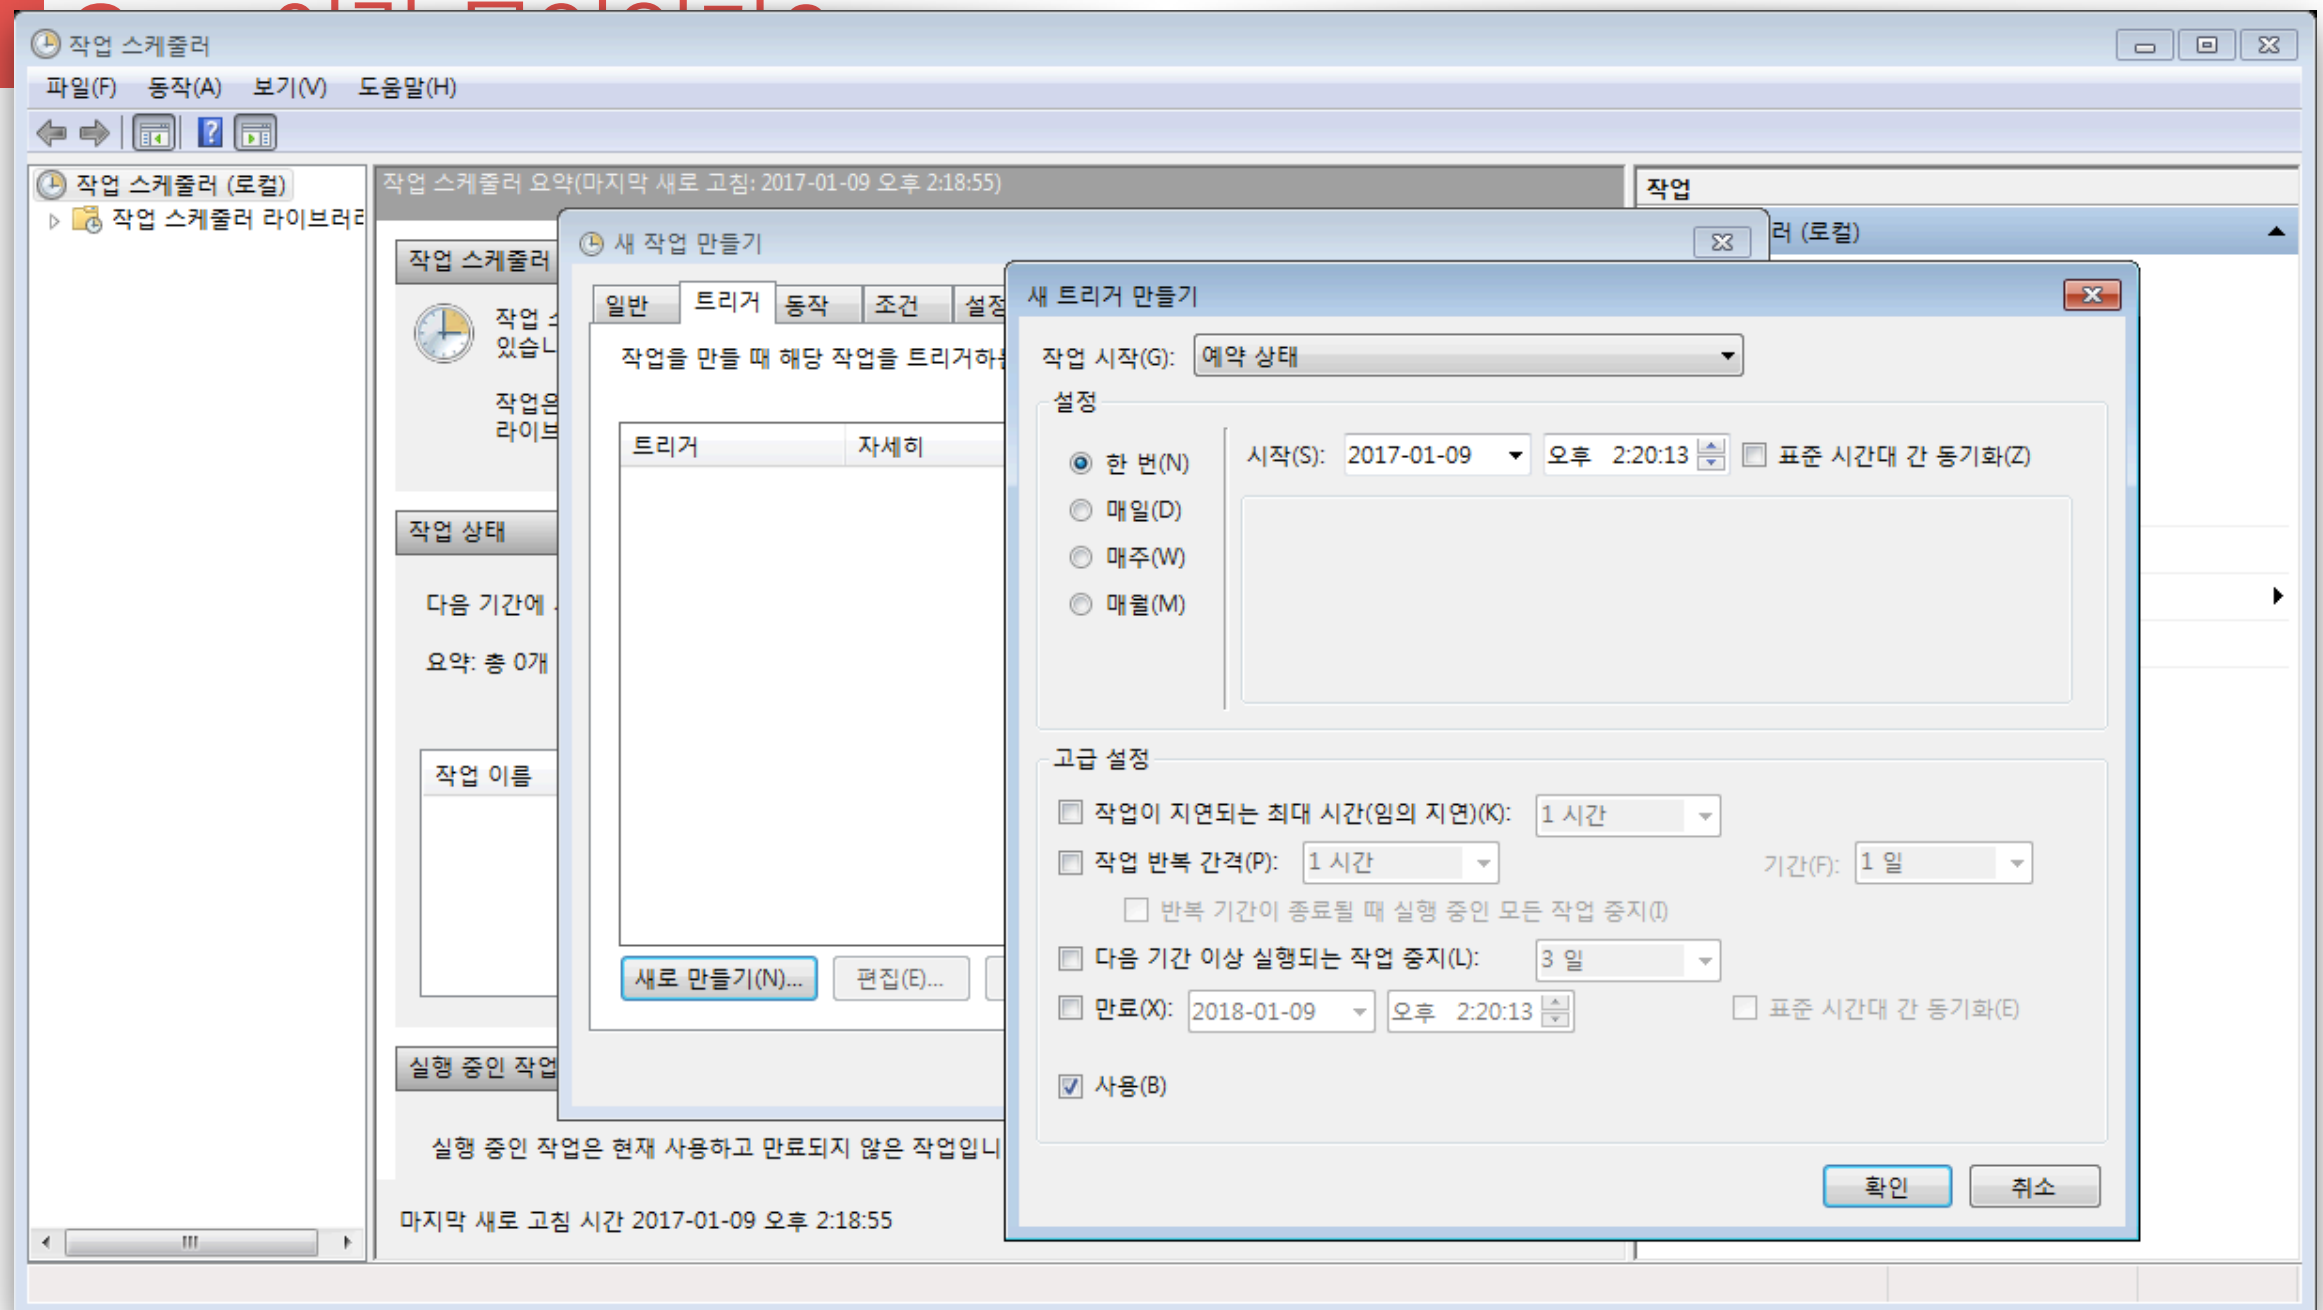 작업 스케줄러
파일(F) 동작(A) 보기(V) 도움말(H)
작업 스케줄러 (로컬)
작업 스케줄러 라이브러리
작업 스케줄러 요약(마지막 새로 고침: 2017-01-09 오후 2:18:55)
작업 스케줄러
작업
있습니
작업은
라이브
작업 상태
다음 기간에
요약: 총 0개
작업 이름
실행 중인 작업
실행 중인 작업은 현재 사용하고 만료되지 않은 작업입니
마지막 새로 고침 시간 2017-01-09 오후 2:18:55
작업
러 (로컬)
새 작업 만들기
일반 트리거 동작 조건 설정
작업을 만들 때 해당 작업을 트리거하는
트리거 자세히
새로 만들기(N)... 편집(E)...
새 트리거 만들기
작업 시작(G): 예약 상태
설정
한 번(N)
매일(D)
매주(W)
매월(M)
시작(S): 2017-01-09 오후 2:20:13 표준 시간대 간 동기화(Z)
고급 설정
작업이 지연되는 최대 시간(임의 지연)(K): 1 시간
작업 반복 간격(P): 1 시간 기간(F): 1 일
반복 기간이 종료될 때 실행 중인 모든 작업 중지(I)
다음 기간 이상 실행되는 작업 중지(L): 3 일
만료(X): 2018-01-09 오후 2:20:13 표준 시간대 간 동기화(E)
사용(B)
확인 취소